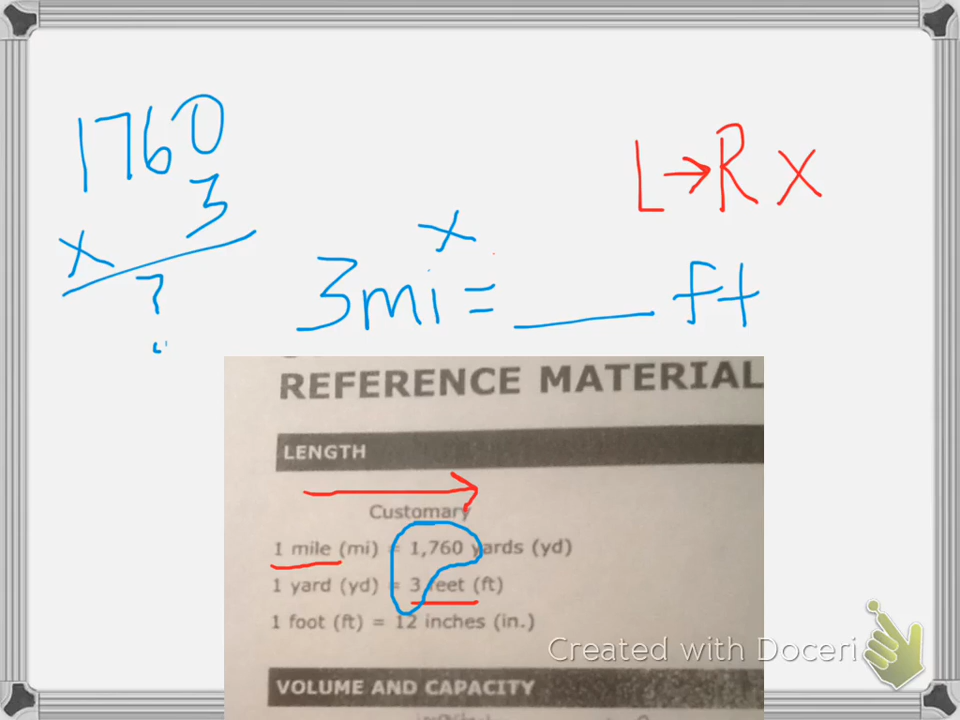 1760
3
x
?
L→R X
x
3mi = ___ ft
REFERENCE MATERIAL
LENGTH
Customary
1 mile (mi) = 1,760 yards (yd)
1 yard (yd) = 3 feet (ft)
1 foot (ft) = 12 inches (in.)
Created with Doceri
VOLUME AND CAPACITY